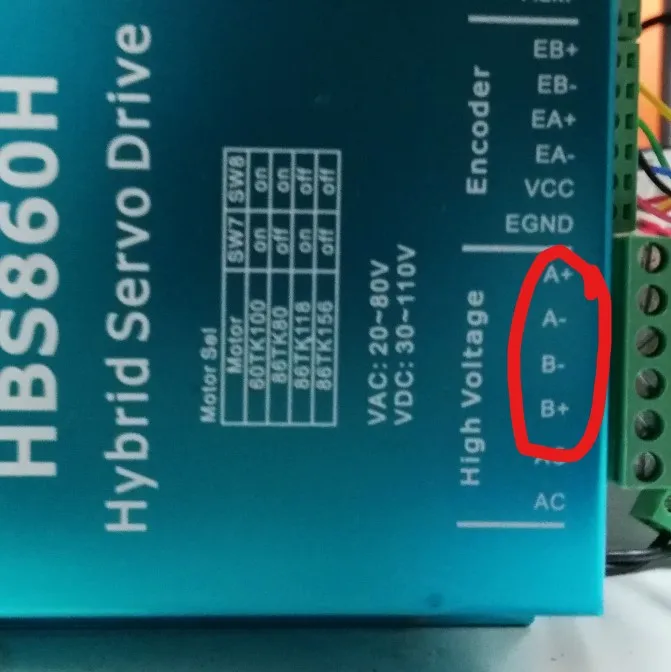 HBS860H
Hybrid Servo Drive
Motor Sel
Motor SW7 SW8
60TK100 on on
86TK80 off on
86TK118 on off
86TK156 off off
VAC: 20~80V
VDC: 30~110V
Encoder
EB+
EB-
EA+
EA-
VCC
EGND
High Voltage
A+
A-
B-
B+
AC
AC